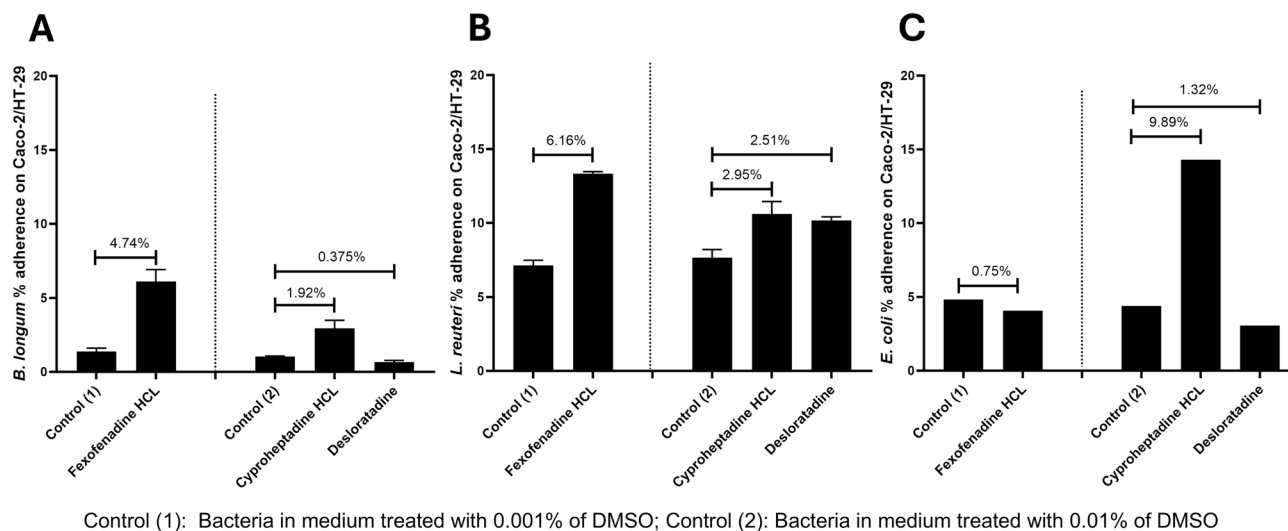 A
B. longum % adherence on Caco-2/HT-29
20
15
10
5
0
4.74%
0.375%
1.92%
Control (1)
Fexofenadine HCL
Control (2)
Cyproheptadine HCL
Desloratadine
B
L. reuteri % adherence on Caco-2/HT-29
20
15
10
5
0
6.16%
2.51%
2.95%
Control (1)
Fexofenadine HCL
Control (2)
Cyproheptadine HCL
Desloratadine
C
E. coli % adherence on Caco-2/HT-29
20
15
10
5
0
0.75%
1.32%
9.89%
Control (1)
Fexofenadine HCL
Control (2)
Cyproheptadine HCL
Desloratadine
Control (1): Bacteria in medium treated with 0.001% of DMSO; Control (2): Bacteria in medium treated with 0.01% of DMSO